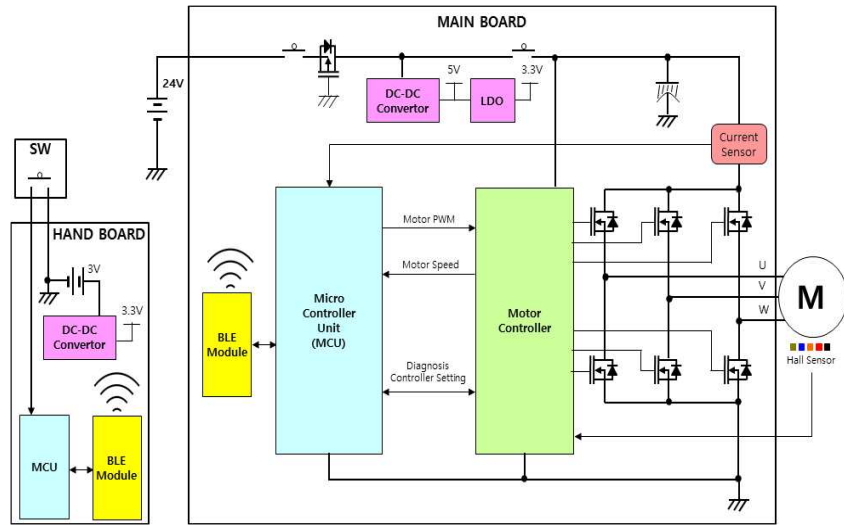 MAIN BOARD
24V
5V
3.3V
DC-DC
Convertor
LDO
Current
Sensor
SW
HAND BOARD
3V
3.3V
DC-DC
Convertor
MCU
BLE
Module
BLE
Module
Micro
Controller
Unit
(MCU)
Motor PWM
Motor Speed
Diagnosis
Controller Setting
Motor
Controller
U
V
W
M
Hall Sensor